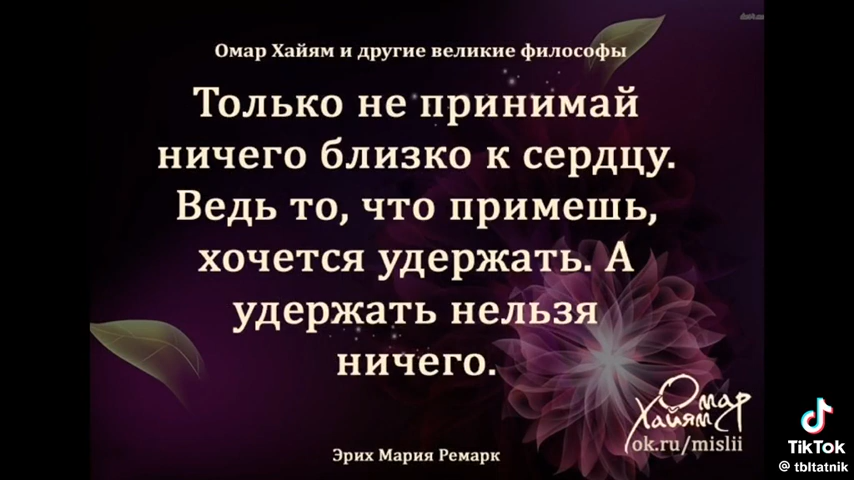 Омар Хайям и другие великие философы
Только не принимай
ничего близко к сердцу.
Ведь то, что примешь,
хочется удержать. А
удержать нельзя
ничего.
Омар
Хайям
ok.ru/mislii
Эрих Мария Ремарк
TikTok
@ tbltatnik